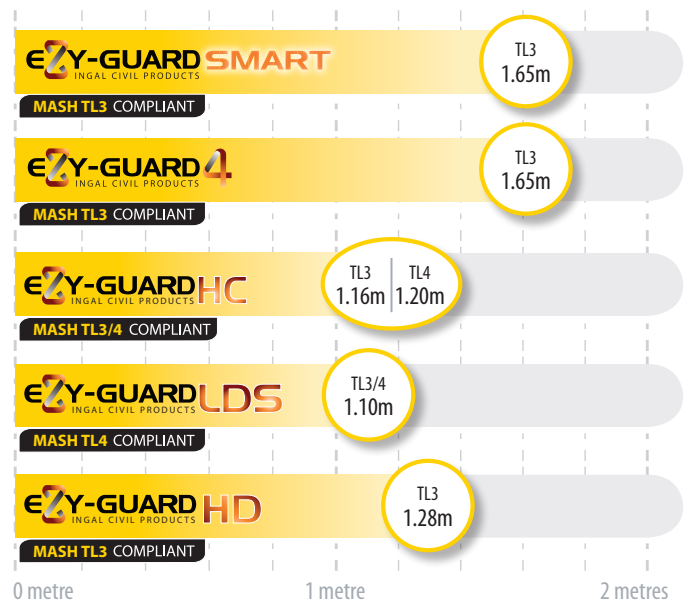 EZY-GUARD SMART
INGAL CIVIL PRODUCTS
TL3
1.65m
MASH TL3 COMPLIANT
EZY-GUARD 4
INGAL CIVIL PRODUCTS
TL3
1.65m
MASH TL3 COMPLIANT
EZY-GUARD HC
INGAL CIVIL PRODUCTS
TL3 TL4
1.16m 1.20m
MASH TL3/4 COMPLIANT
EZY-GUARD LDS
INGAL CIVIL PRODUCTS
TL3/4
1.10m
MASH TL4 COMPLIANT
EZY-GUARD HD
INGAL CIVIL PRODUCTS
TL3
1.28m
MASH TL3 COMPLIANT
0 metre 1 metre 2 metres